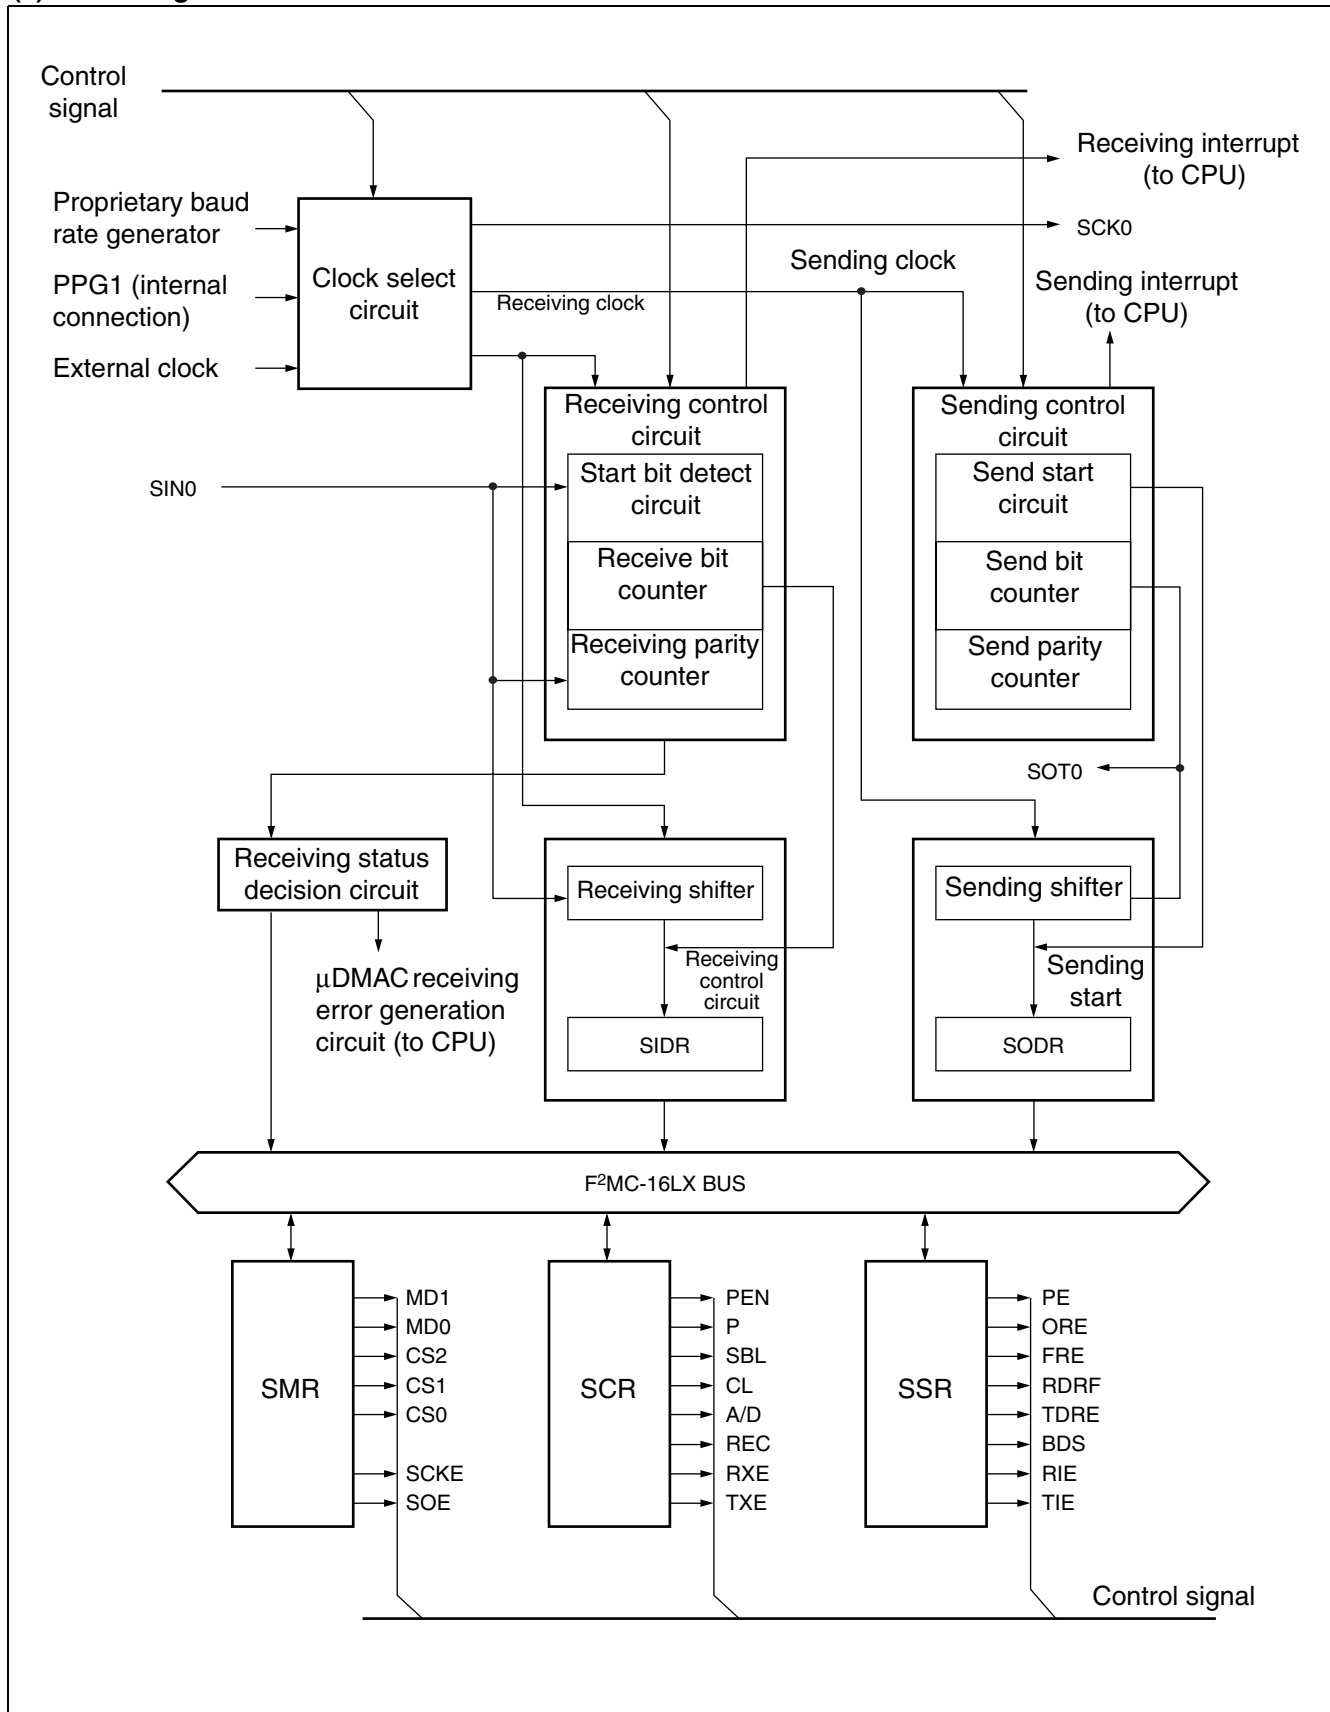 Control
signal
Receiving interrupt
(to CPU)
Proprietary baud
rate generator
SCK0
Sending clock
PPG1 (internal
connection)
Clock select
circuit
Receiving clock
Sending interrupt
(to CPU)
External clock
Receiving control
circuit
Sending control
circuit
SIN0
Start bit detect
circuit
Send start
circuit
Receive bit
counter
Send bit
counter
Receiving parity
counter
Send parity
counter
SOT0
Receiving status
decision circuit
Receiving shifter
Sending shifter
µDMAC receiving
error generation
circuit (to CPU)
Receiving
control
circuit
Sending
start
SIDR
SODR
F²MC-16LX BUS
SMR
MD1
MD0
CS2
CS1
CS0
SCKE
SOE
SCR
PEN
P
SBL
CL
A/D
REC
RXE
TXE
SSR
PE
ORE
FRE
RDRF
TDRE
BDS
RIE
TIE
Control signal